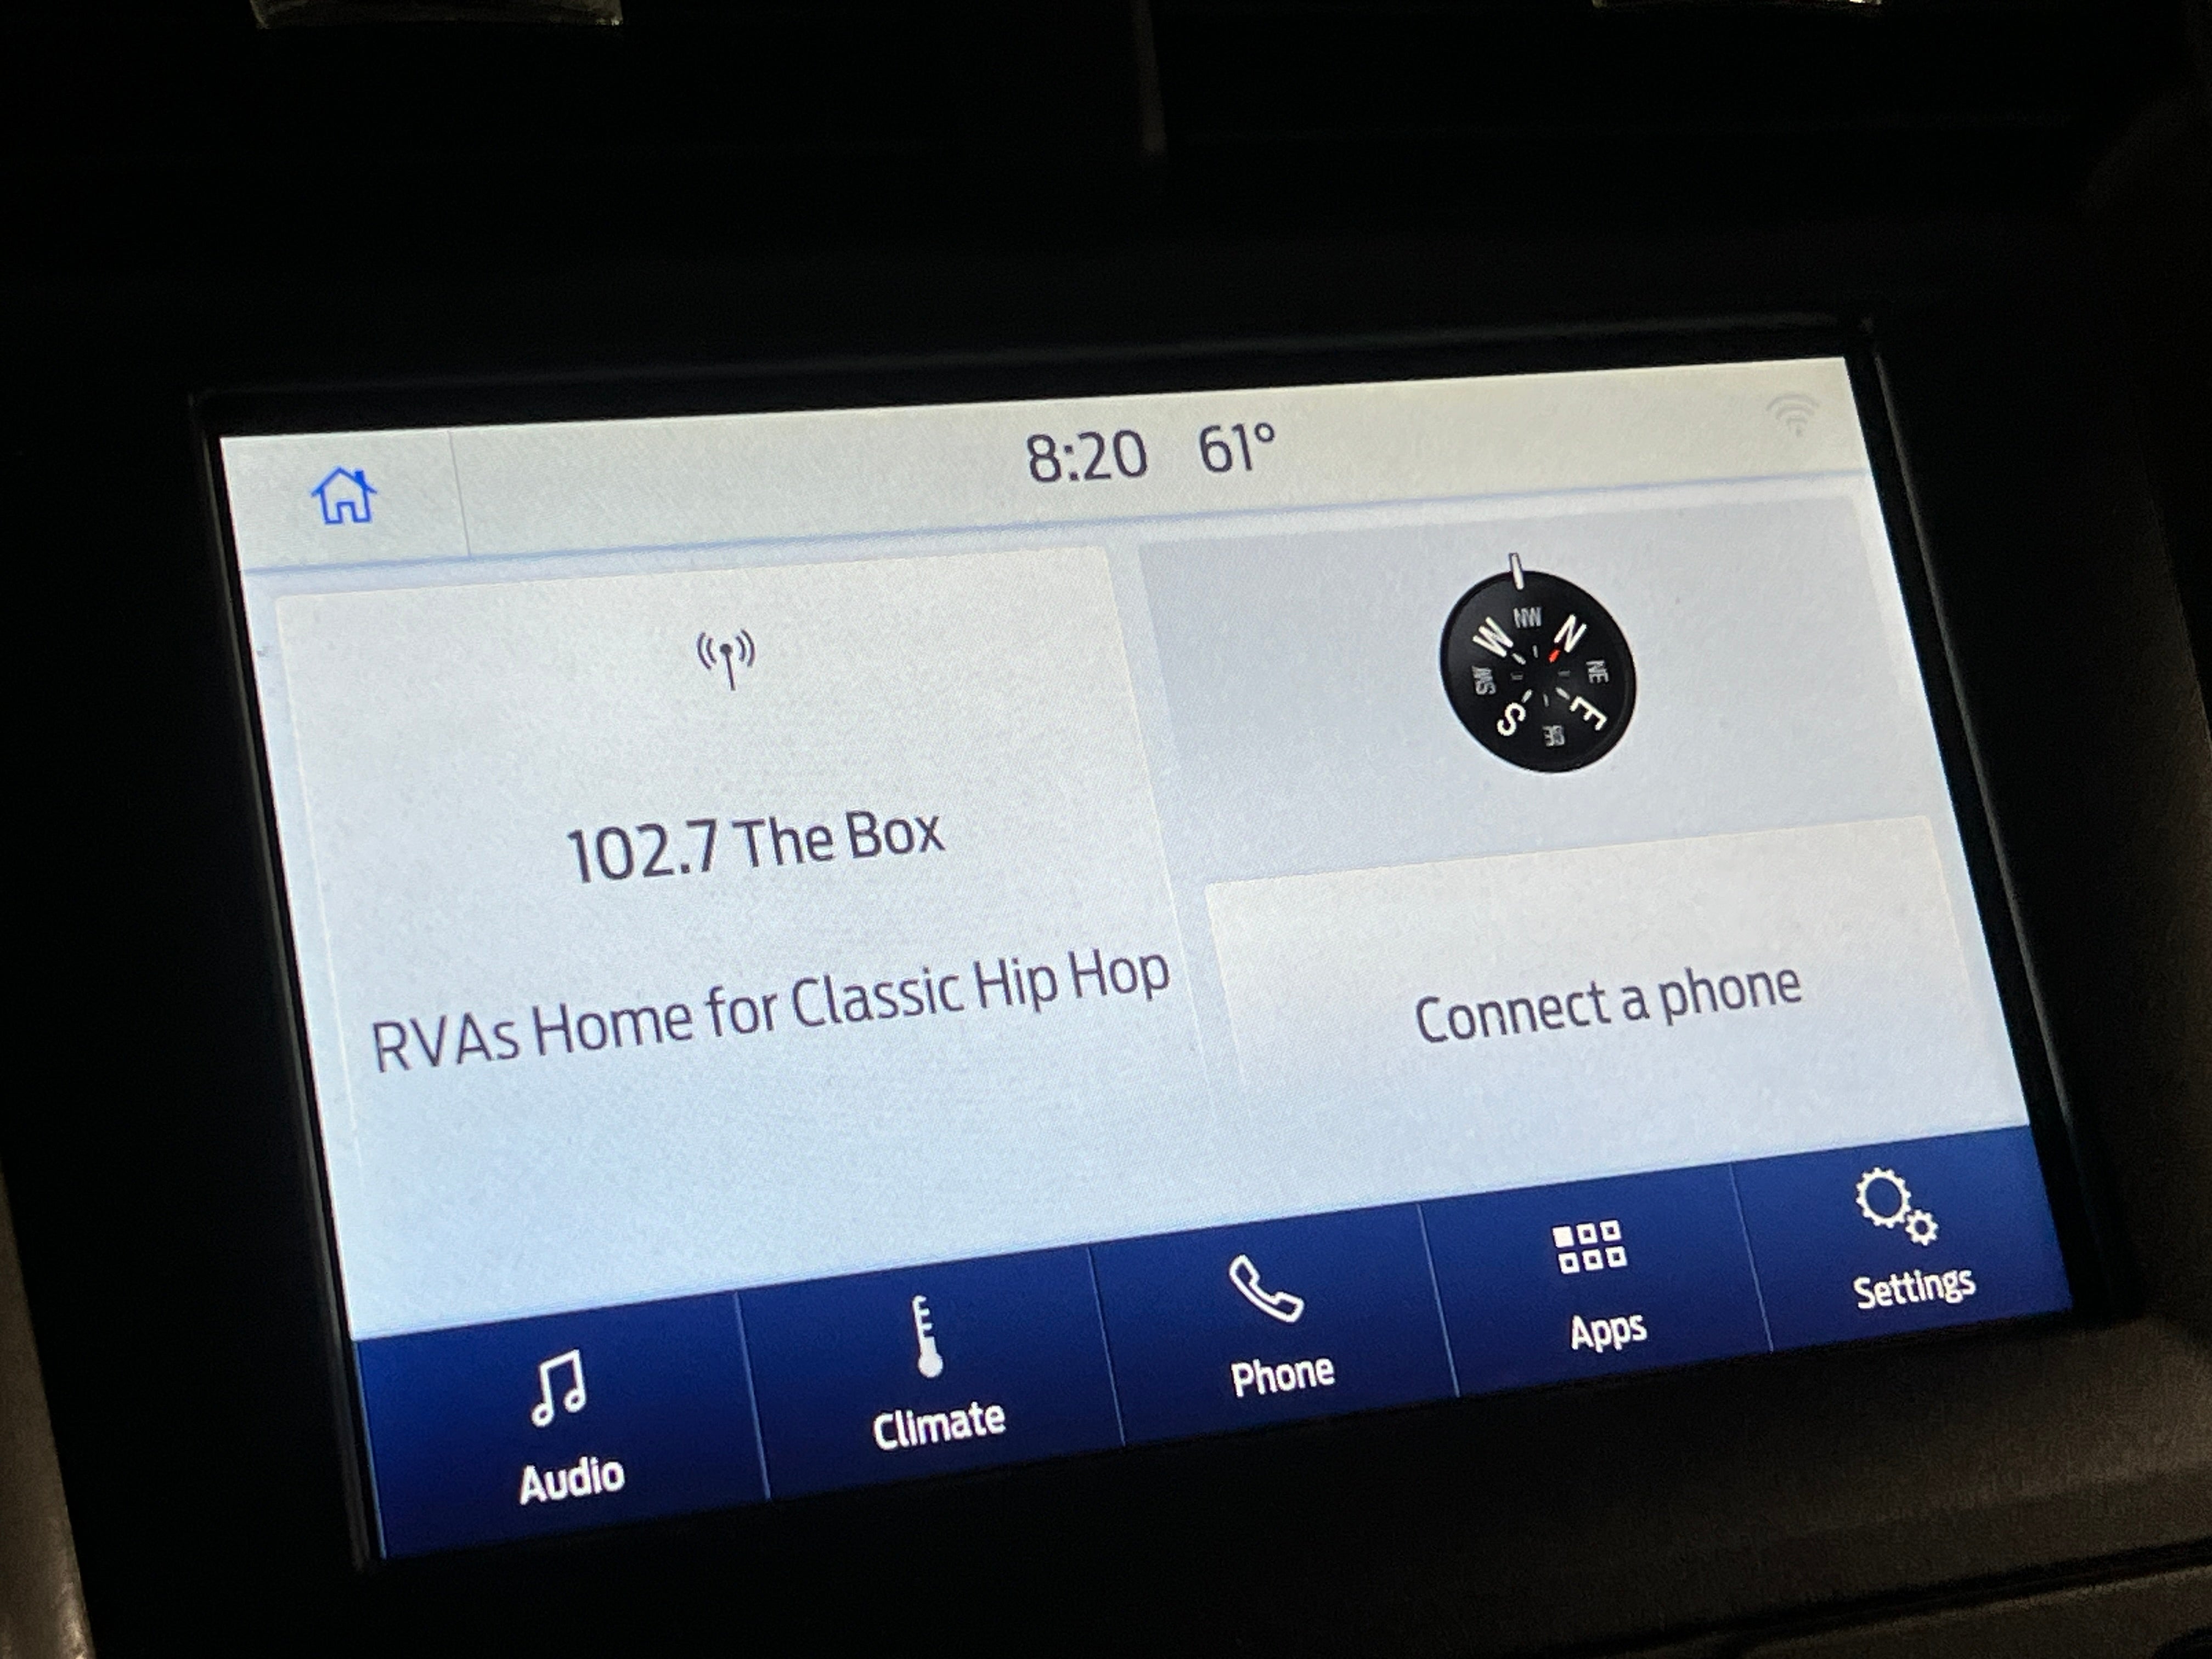 8:20 61°
102.7 The Box
RVAs Home for Classic Hip Hop
NW
W N
SW NE
S E
SE
Connect a phone
Audio
Climate
Phone
Apps
Settings